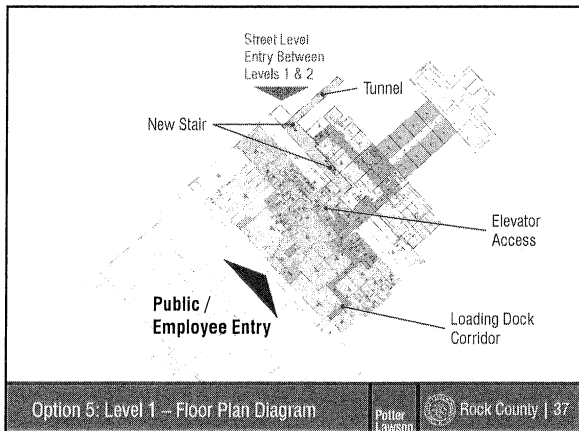 Street Level
Entry Between
Levels 1 & 2
Tunnel
New Stair
Elevator
Access
Public /
Employee Entry
Loading Dock
Corridor
Option 5: Level 1 – Floor Plan Diagram
Potter
Lawson
Rock County | 37